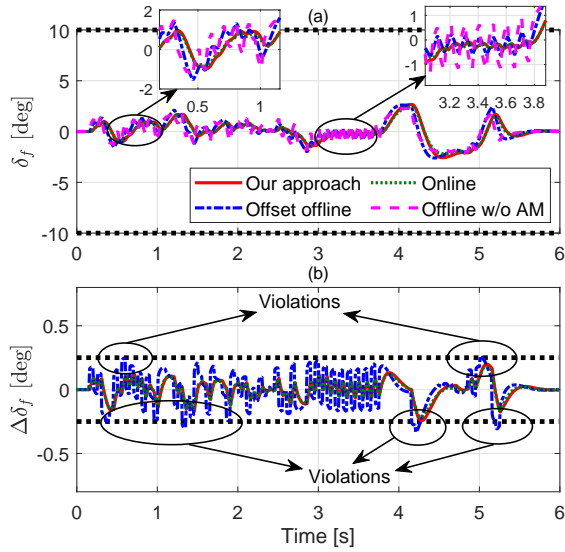 (a)
10
5
0
-5
-10
δ_f [deg]
2
1
0
-2
0.5
1
1
0
-1
3.2 3.4 3.6 3.8
Our approach
Online
Offset offline
Offline w/o AM
0 1 2 3 4 5 6
(b)
0.5
0
-0.5
Δδ_f [deg]
Violations
Violations
0 1 2 3 4 5 6
Time [s]